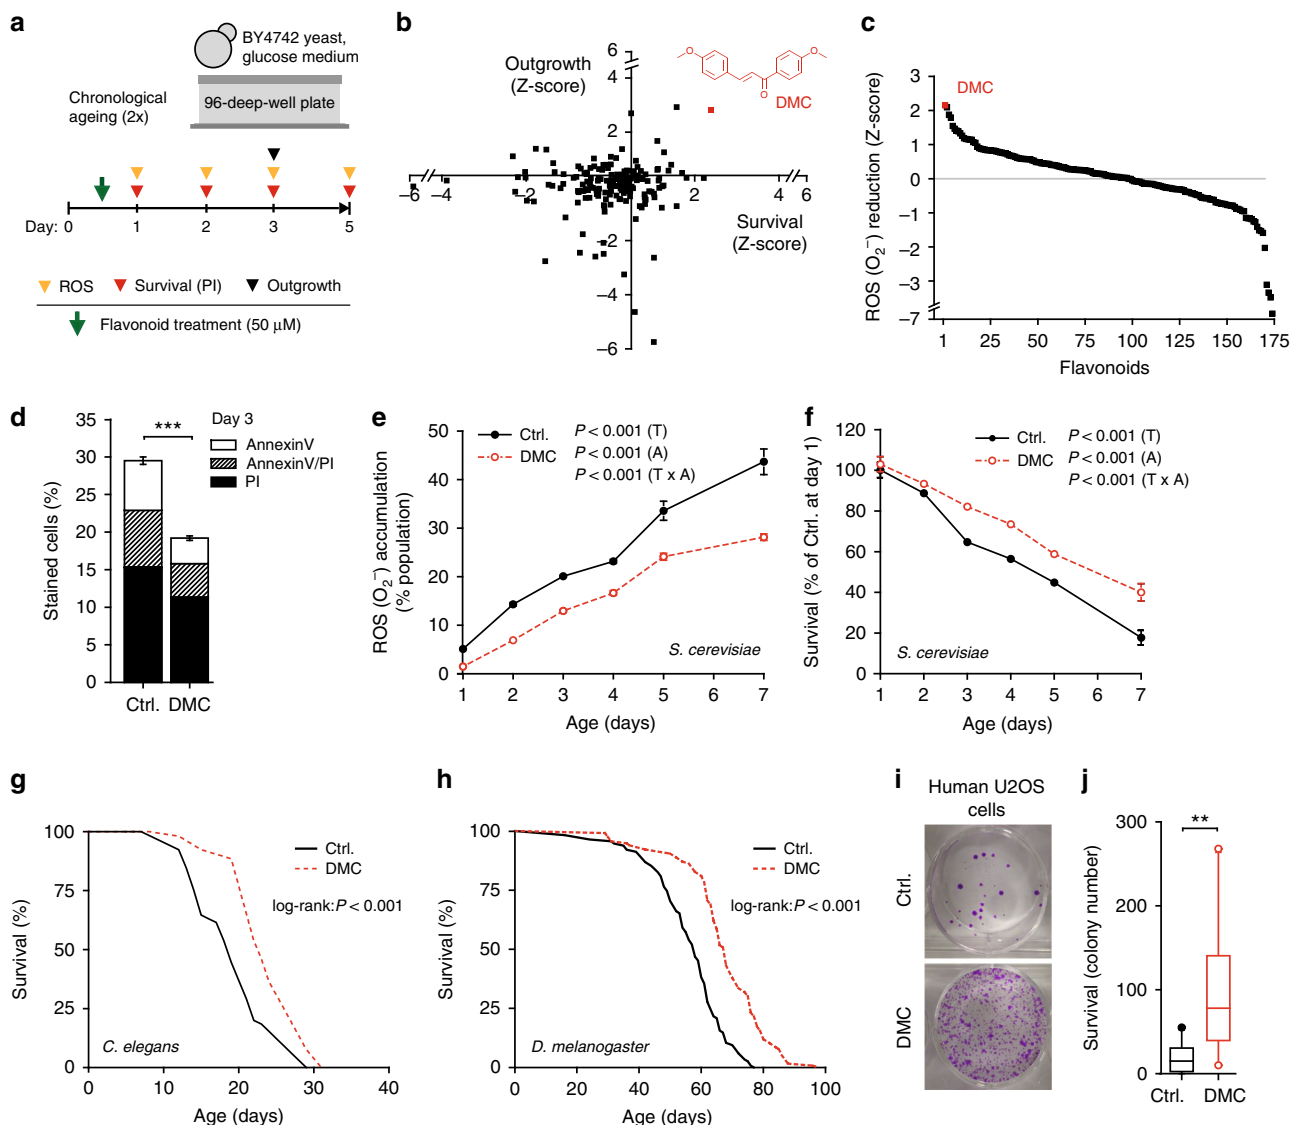 a
BY4742 yeast,
glucose medium
Chronological
ageing (2x)
96-deep-well plate
Day: 0 1 2 3 5
ROS Survival (PI) Outgrowth
Flavonoid treatment (50 µM)
b
Outgrowth
(Z-score)
6
4
2
−2
−4
−6
−6 −4 −2 2 4 6
Survival
(Z-score)
O O
O
DMC
c
ROS (O₂⁻) reduction (Z-score)
3
2
1
0
−1
−2
−3
−7
DMC
1 25 50 75 100 125 150 175
Flavonoids
d
Day 3
***
AnnexinV
AnnexinV/PI
PI
Stained cells (%)
35
30
25
20
15
10
5
0
Ctrl. DMC
e
ROS (O₂⁻) accumulation
(% population)
50
40
30
20
10
0
Ctrl. P < 0.001 (T)
DMC P < 0.001 (A)
P < 0.001 (T x A)
S. cerevisiae
1 2 3 4 5 6 7
Age (days)
f
Survival (% of Ctrl. at day 1)
120
100
80
60
40
20
0
Ctrl. P < 0.001 (T)
DMC P < 0.001 (A)
P < 0.001 (T x A)
S. cerevisiae
1 2 3 4 5 6 7
Age (days)
g
Survival (%)
100
75
50
25
0
Ctrl.
DMC
log-rank:P < 0.001
C. elegans
0 10 20 30 40
Age (days)
h
Survival (%)
100
75
50
25
0
Ctrl.
DMC
log-rank:P < 0.001
D. melanogaster
0 20 40 60 80 100
Age (days)
i
Human U2OS
cells
Ctrl.
DMC
j
Survival (colony number)
300
200
100
0
**
Ctrl. DMC